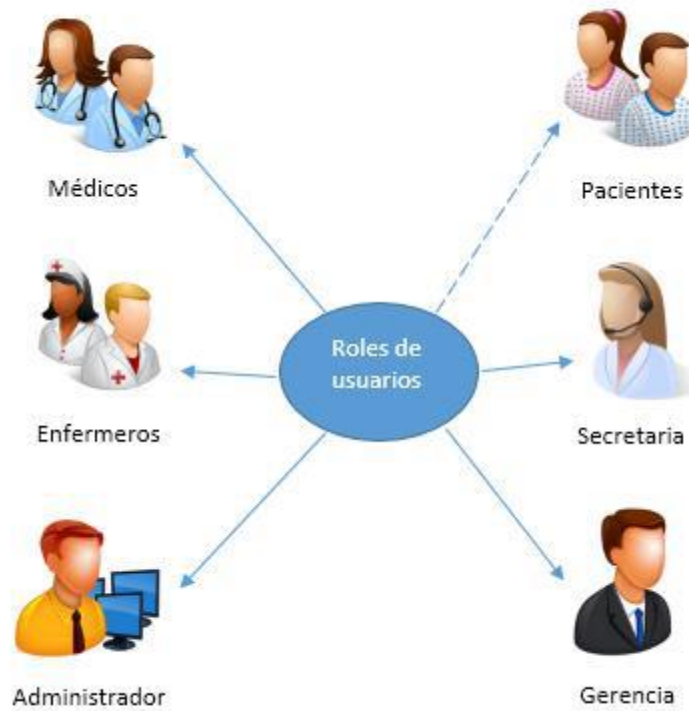 Médicos
Pacientes
Roles de
usuarios
Enfermeros
Secretaria
Administrador
Gerencia